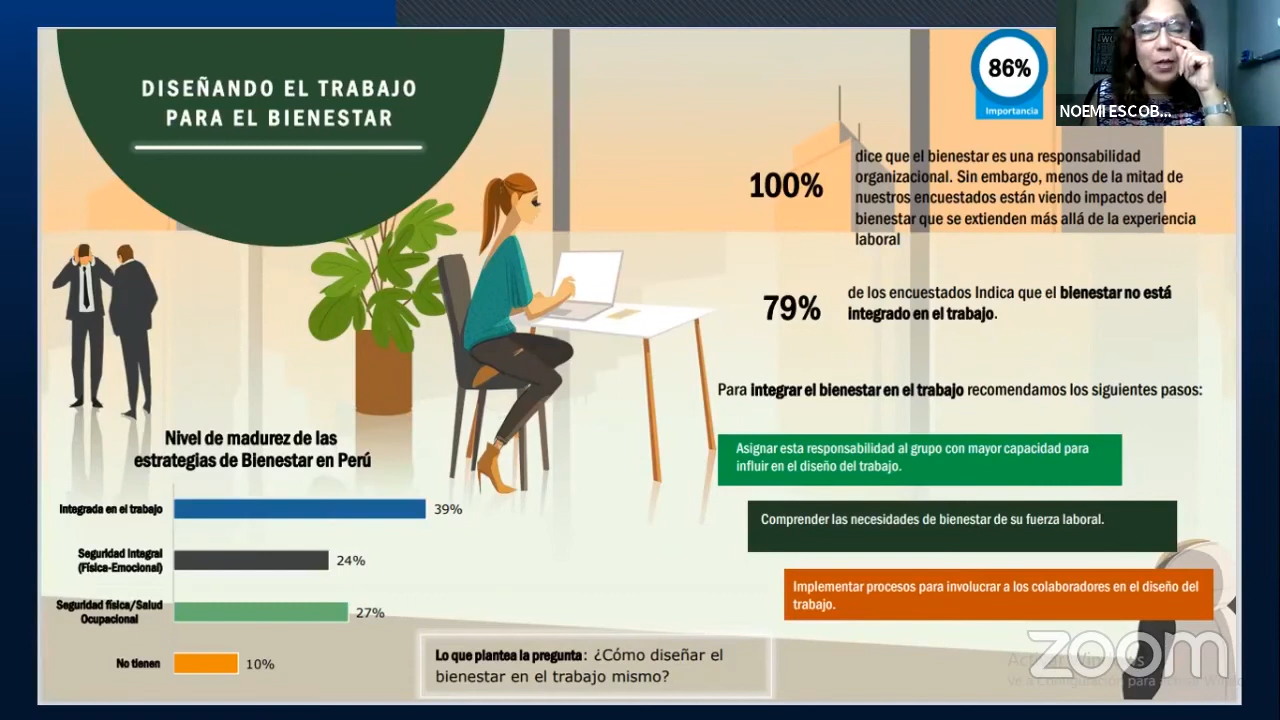 DISEÑANDO EL TRABAJO
PARA EL BIENESTAR
86%
Importancia
NOEMI ESCOB...
100%
dice que el bienestar es una responsabilidad
organizacional. Sin embargo, menos de la mitad de
nuestros encuestados están viendo impactos del
bienestar que se extienden más allá de la experiencia
laboral
79%
de los encuestados Indica que el bienestar no está
integrado en el trabajo.
Para integrar el bienestar en el trabajo recomendamos los siguientes pasos:
Asignar esta responsabilidad al grupo con mayor capacidad para
influir en el diseño del trabajo.
Comprender las necesidades de bienestar de su fuerza laboral.
Implementar procesos para involucrar a los colaboradores en el diseño del
trabajo.
Nivel de madurez de las
estrategias de Bienestar en Perú
Integrada en el trabajo
39%
Seguridad Integral
(Física-Emocional)
24%
Seguridad física/Salud
Ocupacional
27%
No tienen
10%
Lo que plantea la pregunta: ¿Cómo diseñar el
bienestar en el trabajo mismo?
zoom